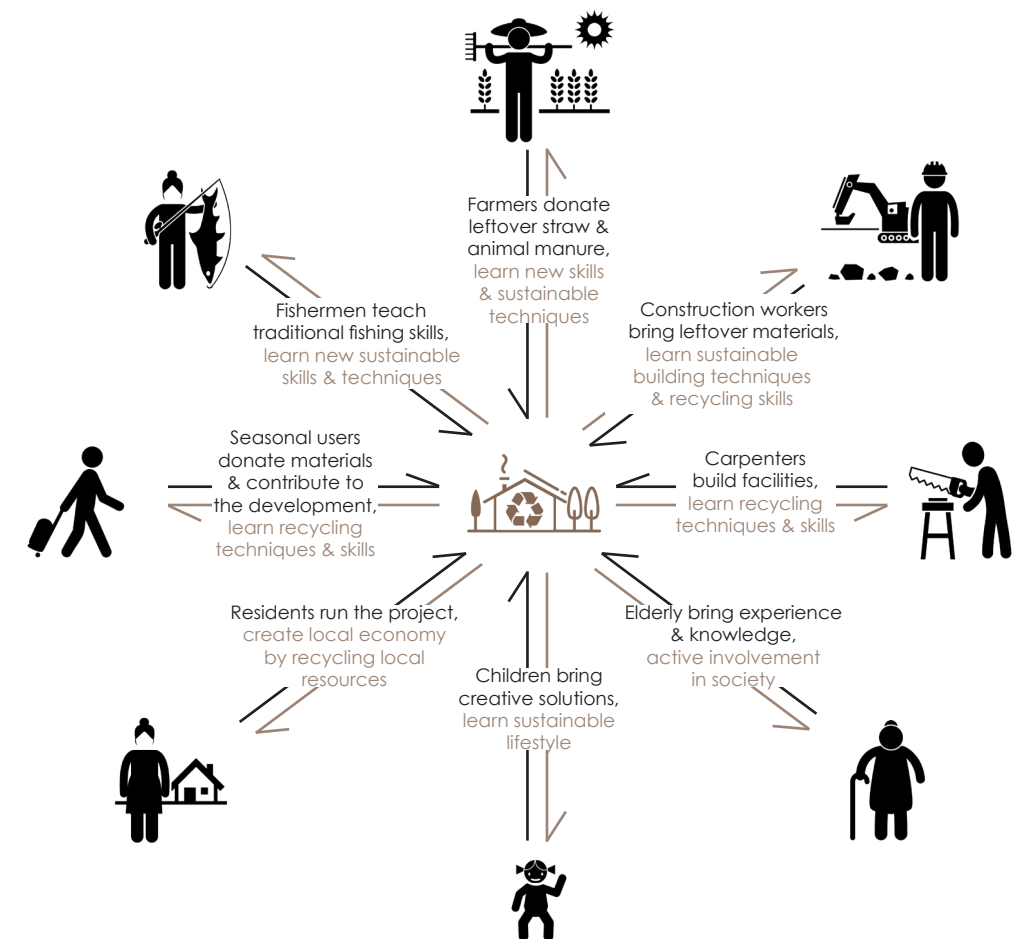 Farmers donate
leftover straw &
animal manure,
learn new skills
& sustainable
techniques
Fishermen teach
traditional fishing skills,
learn new sustainable
skills & techniques
Construction workers
bring leftover materials,
learn sustainable
building techniques
& recycling skills
Seasonal users
donate materials
& contribute to
the development,
learn recycling
techniques & skills
Carpenters
build facilities,
learn recycling
techniques & skills
Residents run the project,
create local economy
by recycling local
resources
Children bring
creative solutions,
learn sustainable
lifestyle
Elderly bring experience
& knowledge,
active involvement
in society